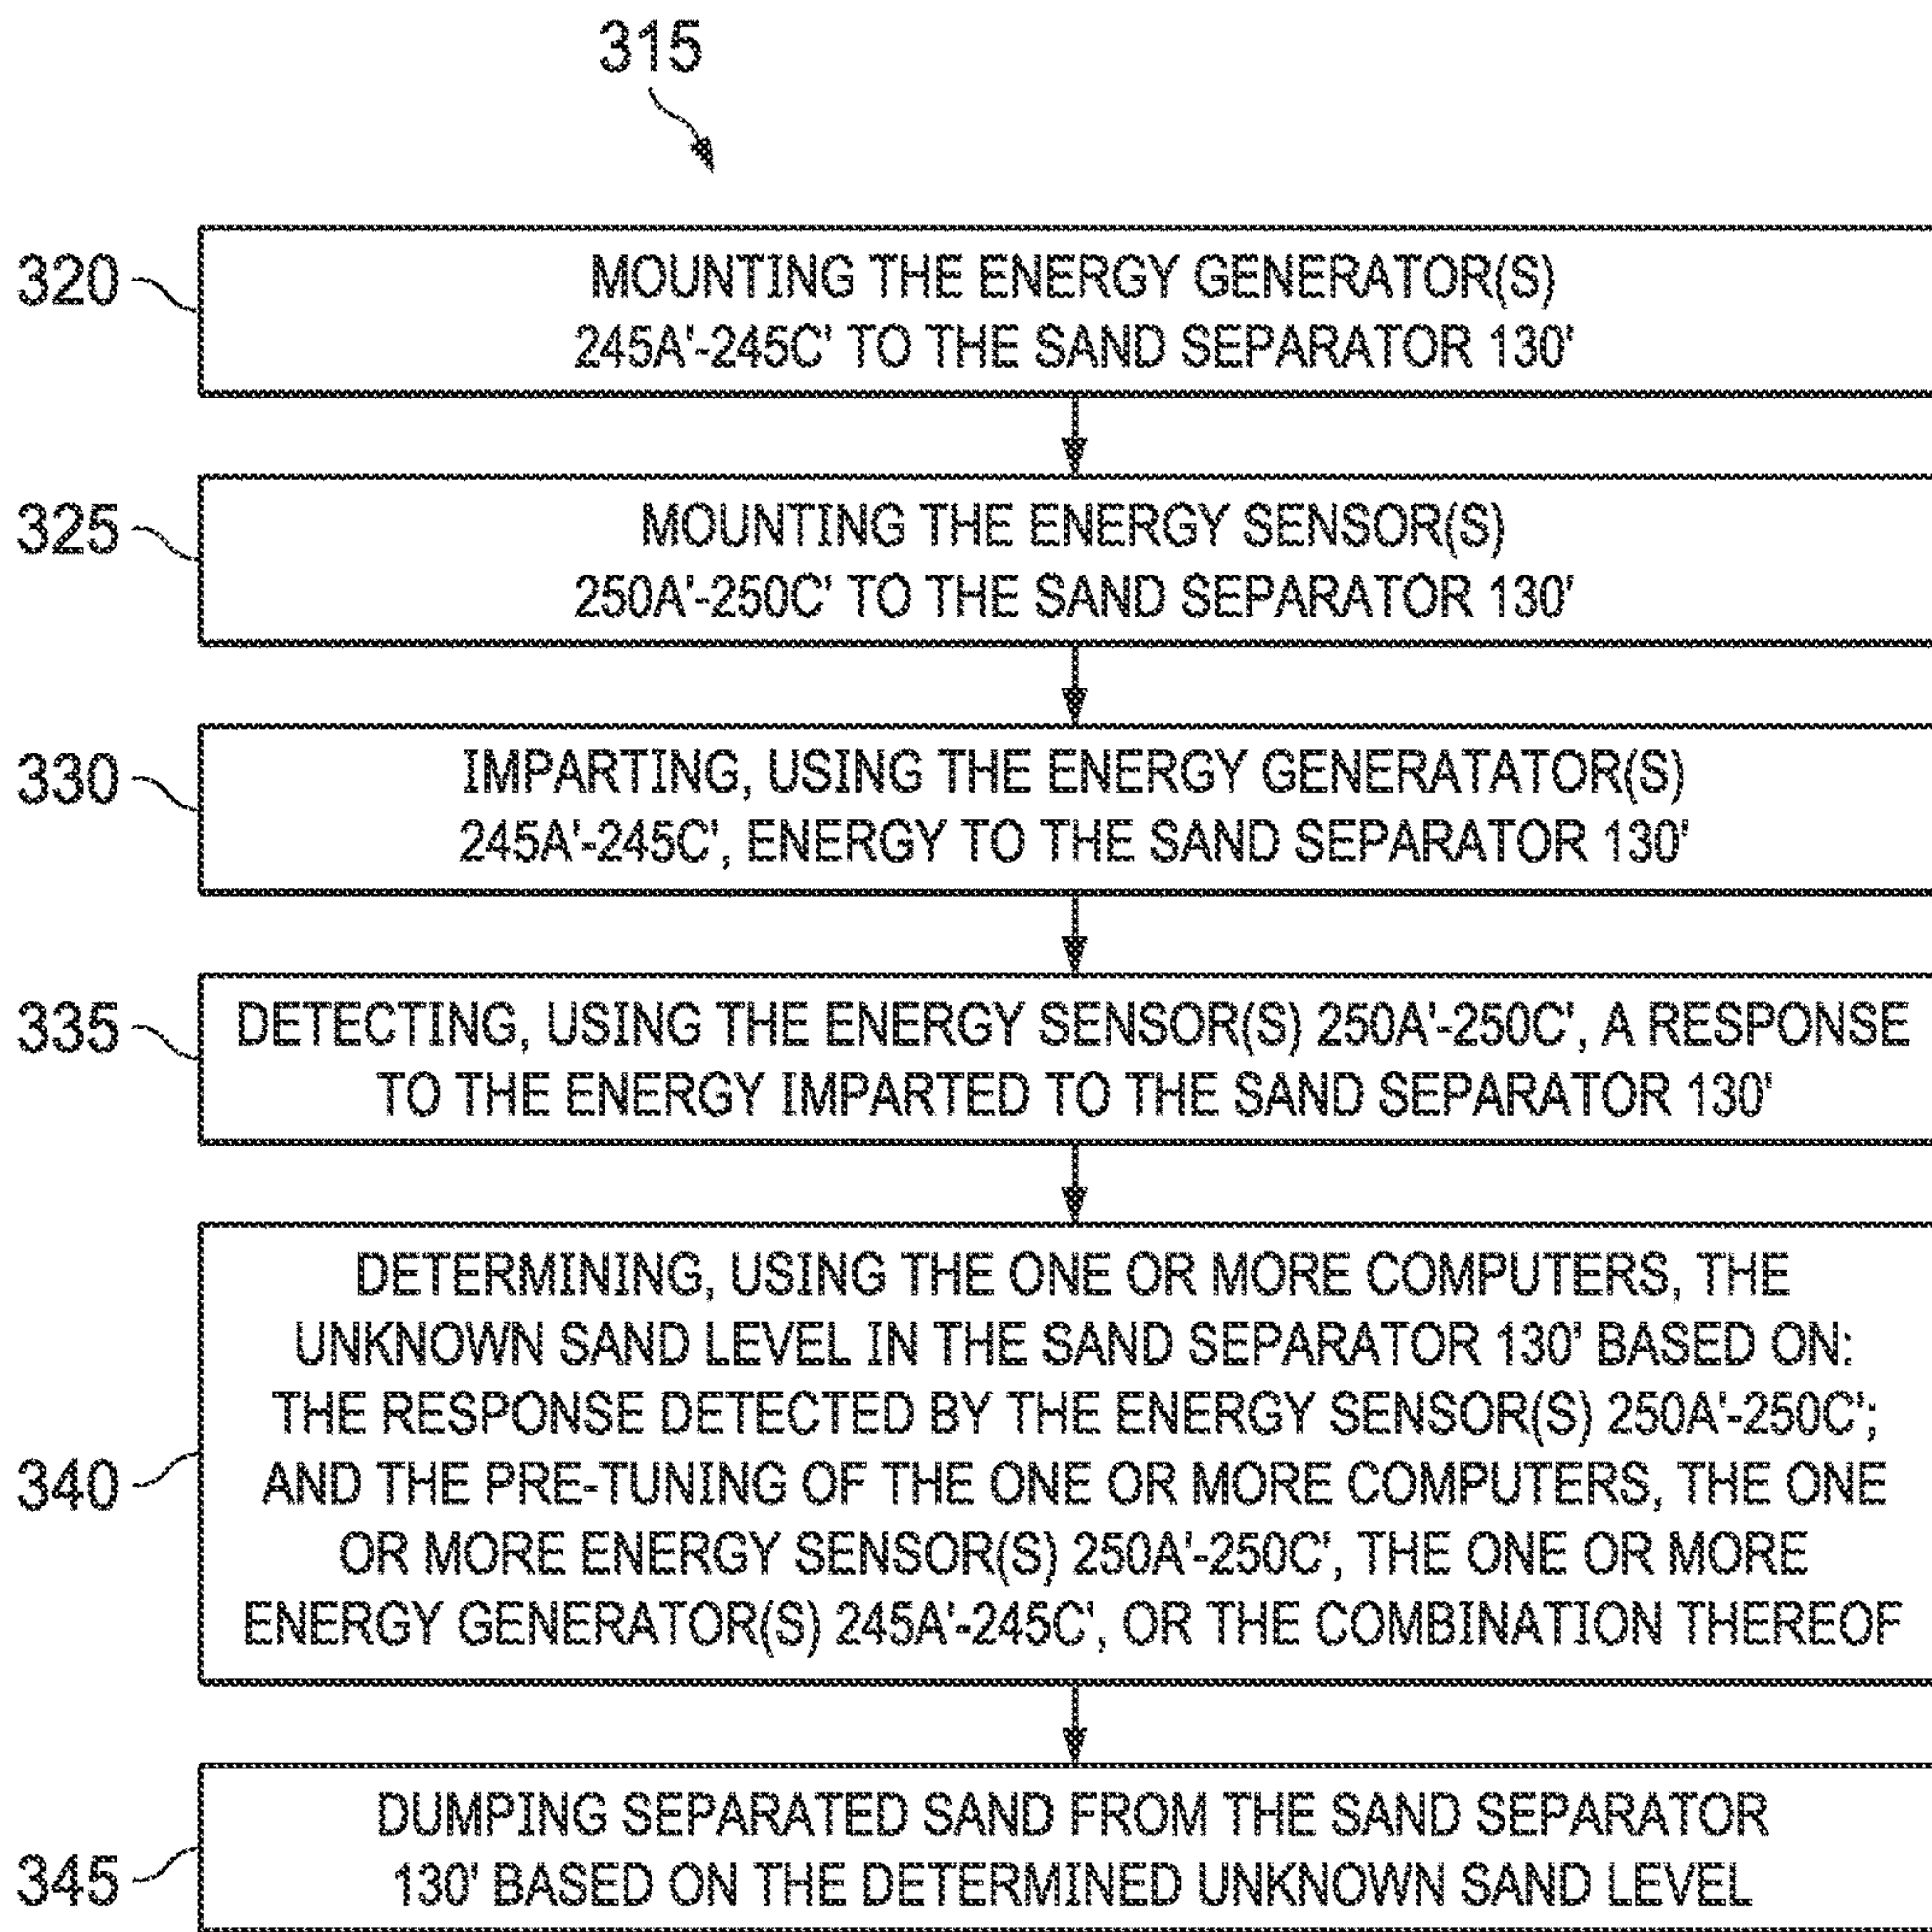 315
320
MOUNTING THE ENERGY GENERATOR(S)
245A'-245C' TO THE SAND SEPARATOR 130'
325
MOUNTING THE ENERGY SENSOR(S)
250A'-250C' TO THE SAND SEPARATOR 130'
330
IMPARTING, USING THE ENERGY GENERATATOR(S)
245A'-245C', ENERGY TO THE SAND SEPARATOR 130'
335
DETECTING, USING THE ENERGY SENSOR(S) 250A'-250C', A RESPONSE
TO THE ENERGY IMPARTED TO THE SAND SEPARATOR 130'
340
DETERMINING, USING THE ONE OR MORE COMPUTERS, THE
UNKNOWN SAND LEVEL IN THE SAND SEPARATOR 130' BASED ON:
THE RESPONSE DETECTED BY THE ENERGY SENSOR(S) 250A'-250C';
AND THE PRE-TUNING OF THE ONE OR MORE COMPUTERS, THE ONE
OR MORE ENERGY SENSOR(S) 250A'-250C', THE ONE OR MORE
ENERGY GENERATOR(S) 245A'-245C', OR THE COMBINATION THEREOF
345
DUMPING SEPARATED SAND FROM THE SAND SEPARATOR
130' BASED ON THE DETERMINED UNKNOWN SAND LEVEL